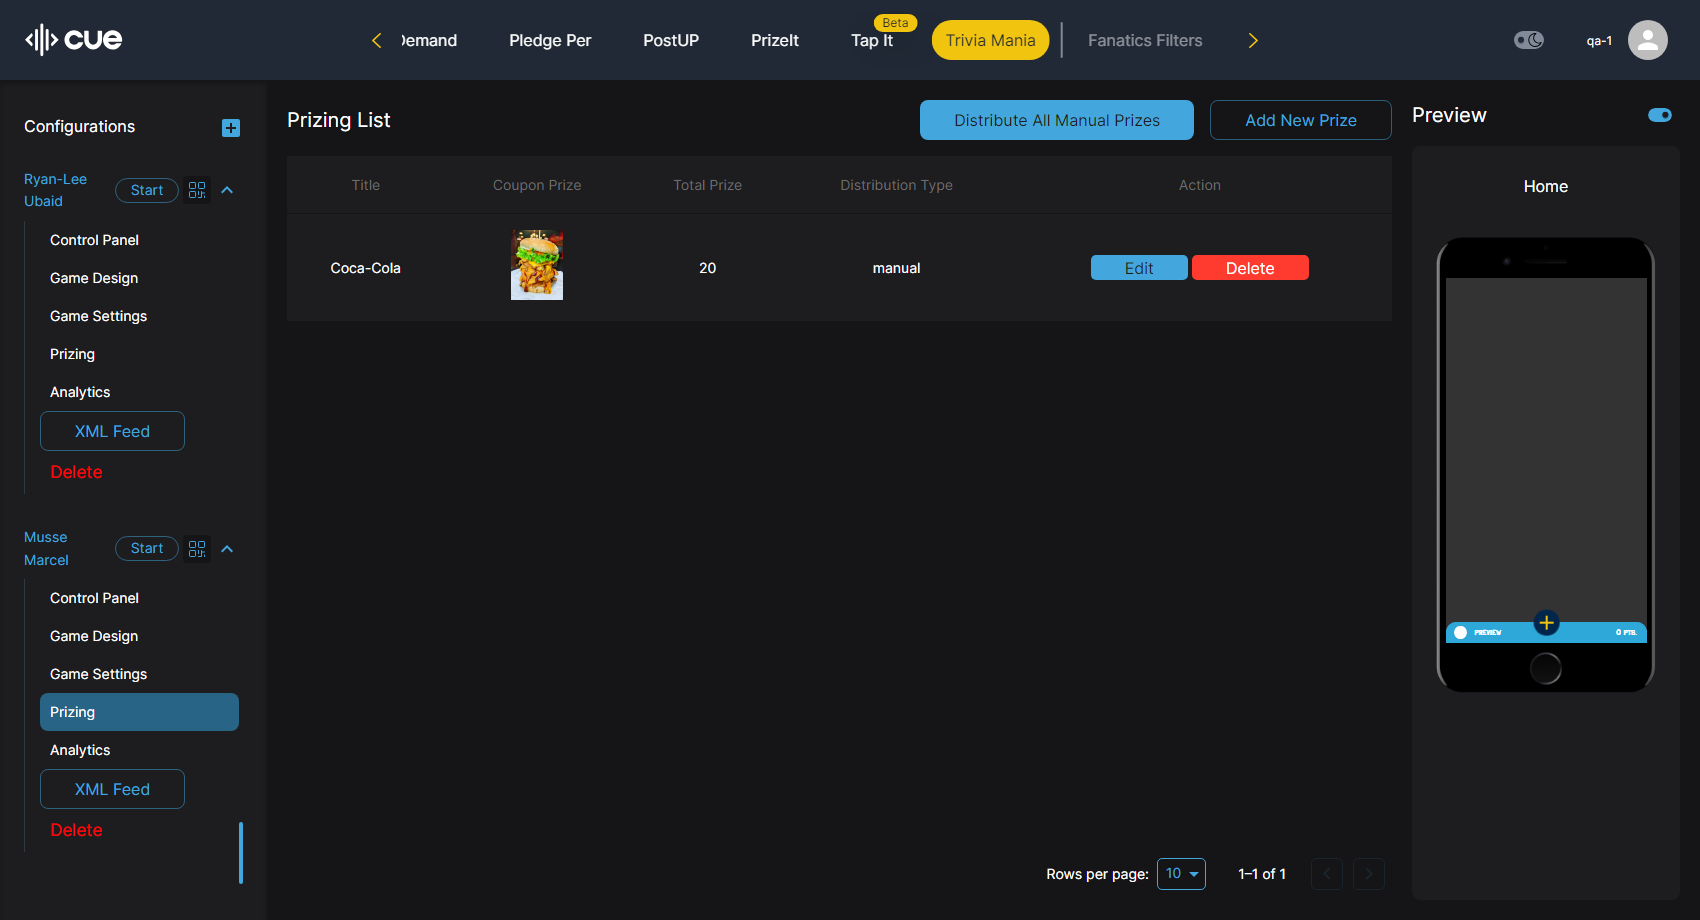 cue
Demand
Pledge Per
PostUP
PrizeIt
Tap It
Beta
Trivia Mania
Fanatics Filters
qa-1
Configurations
Ryan-Lee
Ubaid
Start
Control Panel
Game Design
Game Settings
Prizing
Analytics
XML Feed
Delete
Musse
Marcel
Start
Control Panel
Game Design
Game Settings
Prizing
Analytics
XML Feed
Delete
Prizing List
Distribute All Manual Prizes
Add New Prize
Title Coupon Prize Total Prize Distribution Type Action
Coca-Cola 20 manual Edit Delete
Rows per page: 10 1–1 of 1
Preview
Home
PREVIEW 0 PTS.